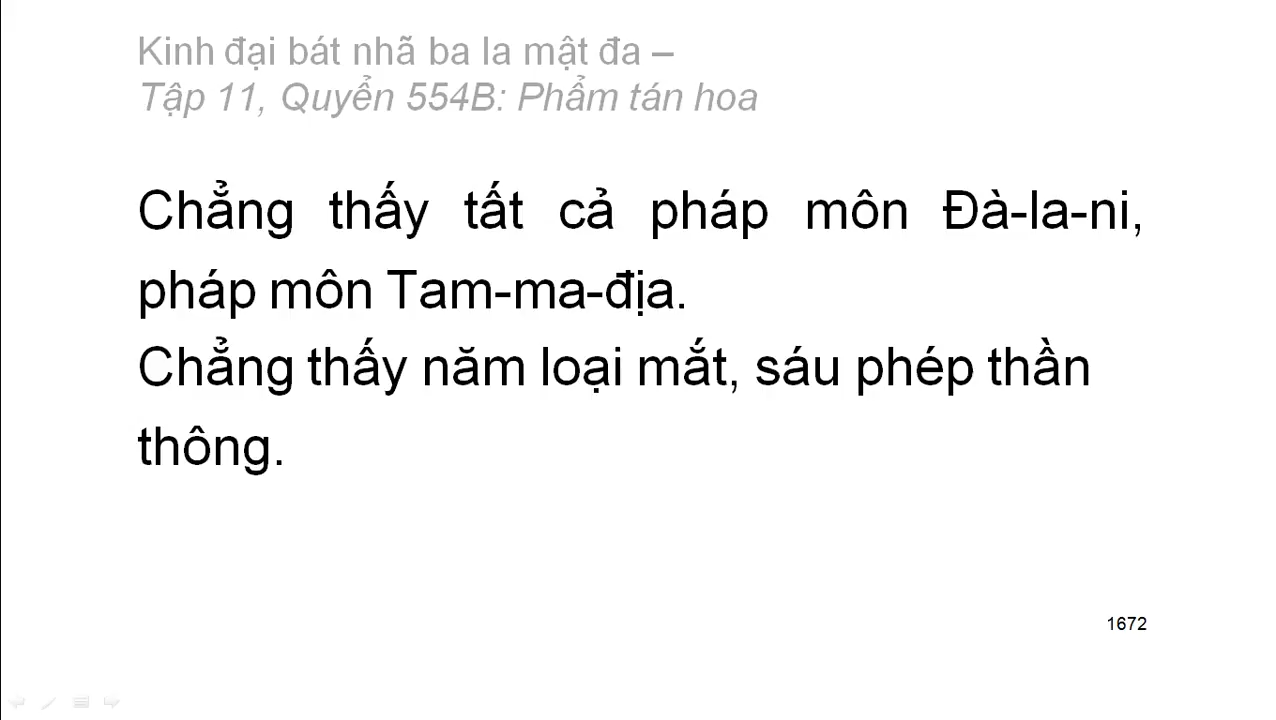 Kinh đại bát nhã ba la mật đa –
Tập 11, Quyển 554B: Phẩm tán hoa
Chẳng thấy tất cả pháp môn Đà-la-ni,
pháp môn Tam-ma-địa.
Chẳng thấy năm loại mắt, sáu phép thần
thông.
1672